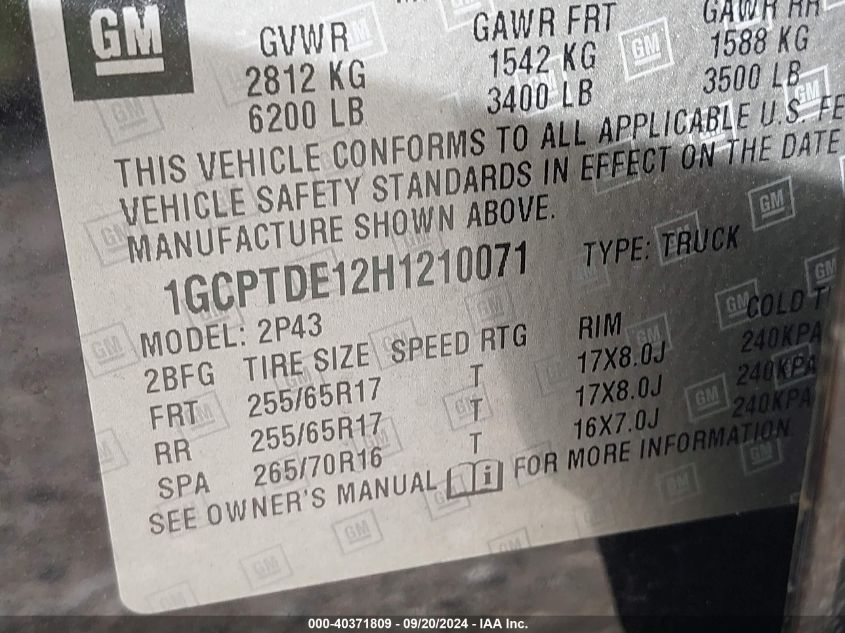 GM
GVWR GAWR FRT GAWR RR
2812 KG 1542 KG 1588 KG
6200 LB 3400 LB 3500 LB
THIS VEHICLE CONFORMS TO ALL APPLICABLE U.S. FE
VEHICLE SAFETY STANDARDS IN EFFECT ON THE DATE
MANUFACTURE SHOWN ABOVE.
1GCPTDE12H1210071 TYPE: TRUCK
MODEL: 2P43
2BFG TIRE SIZE SPEED RTG RIM COLD TI
FRT 255/65R17 T 17X8.0J 240KPA
RR 255/65R17 T 17X8.0J 240KPA
SPA 265/70R16 T 16X7.0J 240KPA
SEE OWNER'S MANUAL i FOR MORE INFORMATION
000-40371809 - 09/20/2024 - IAA Inc.